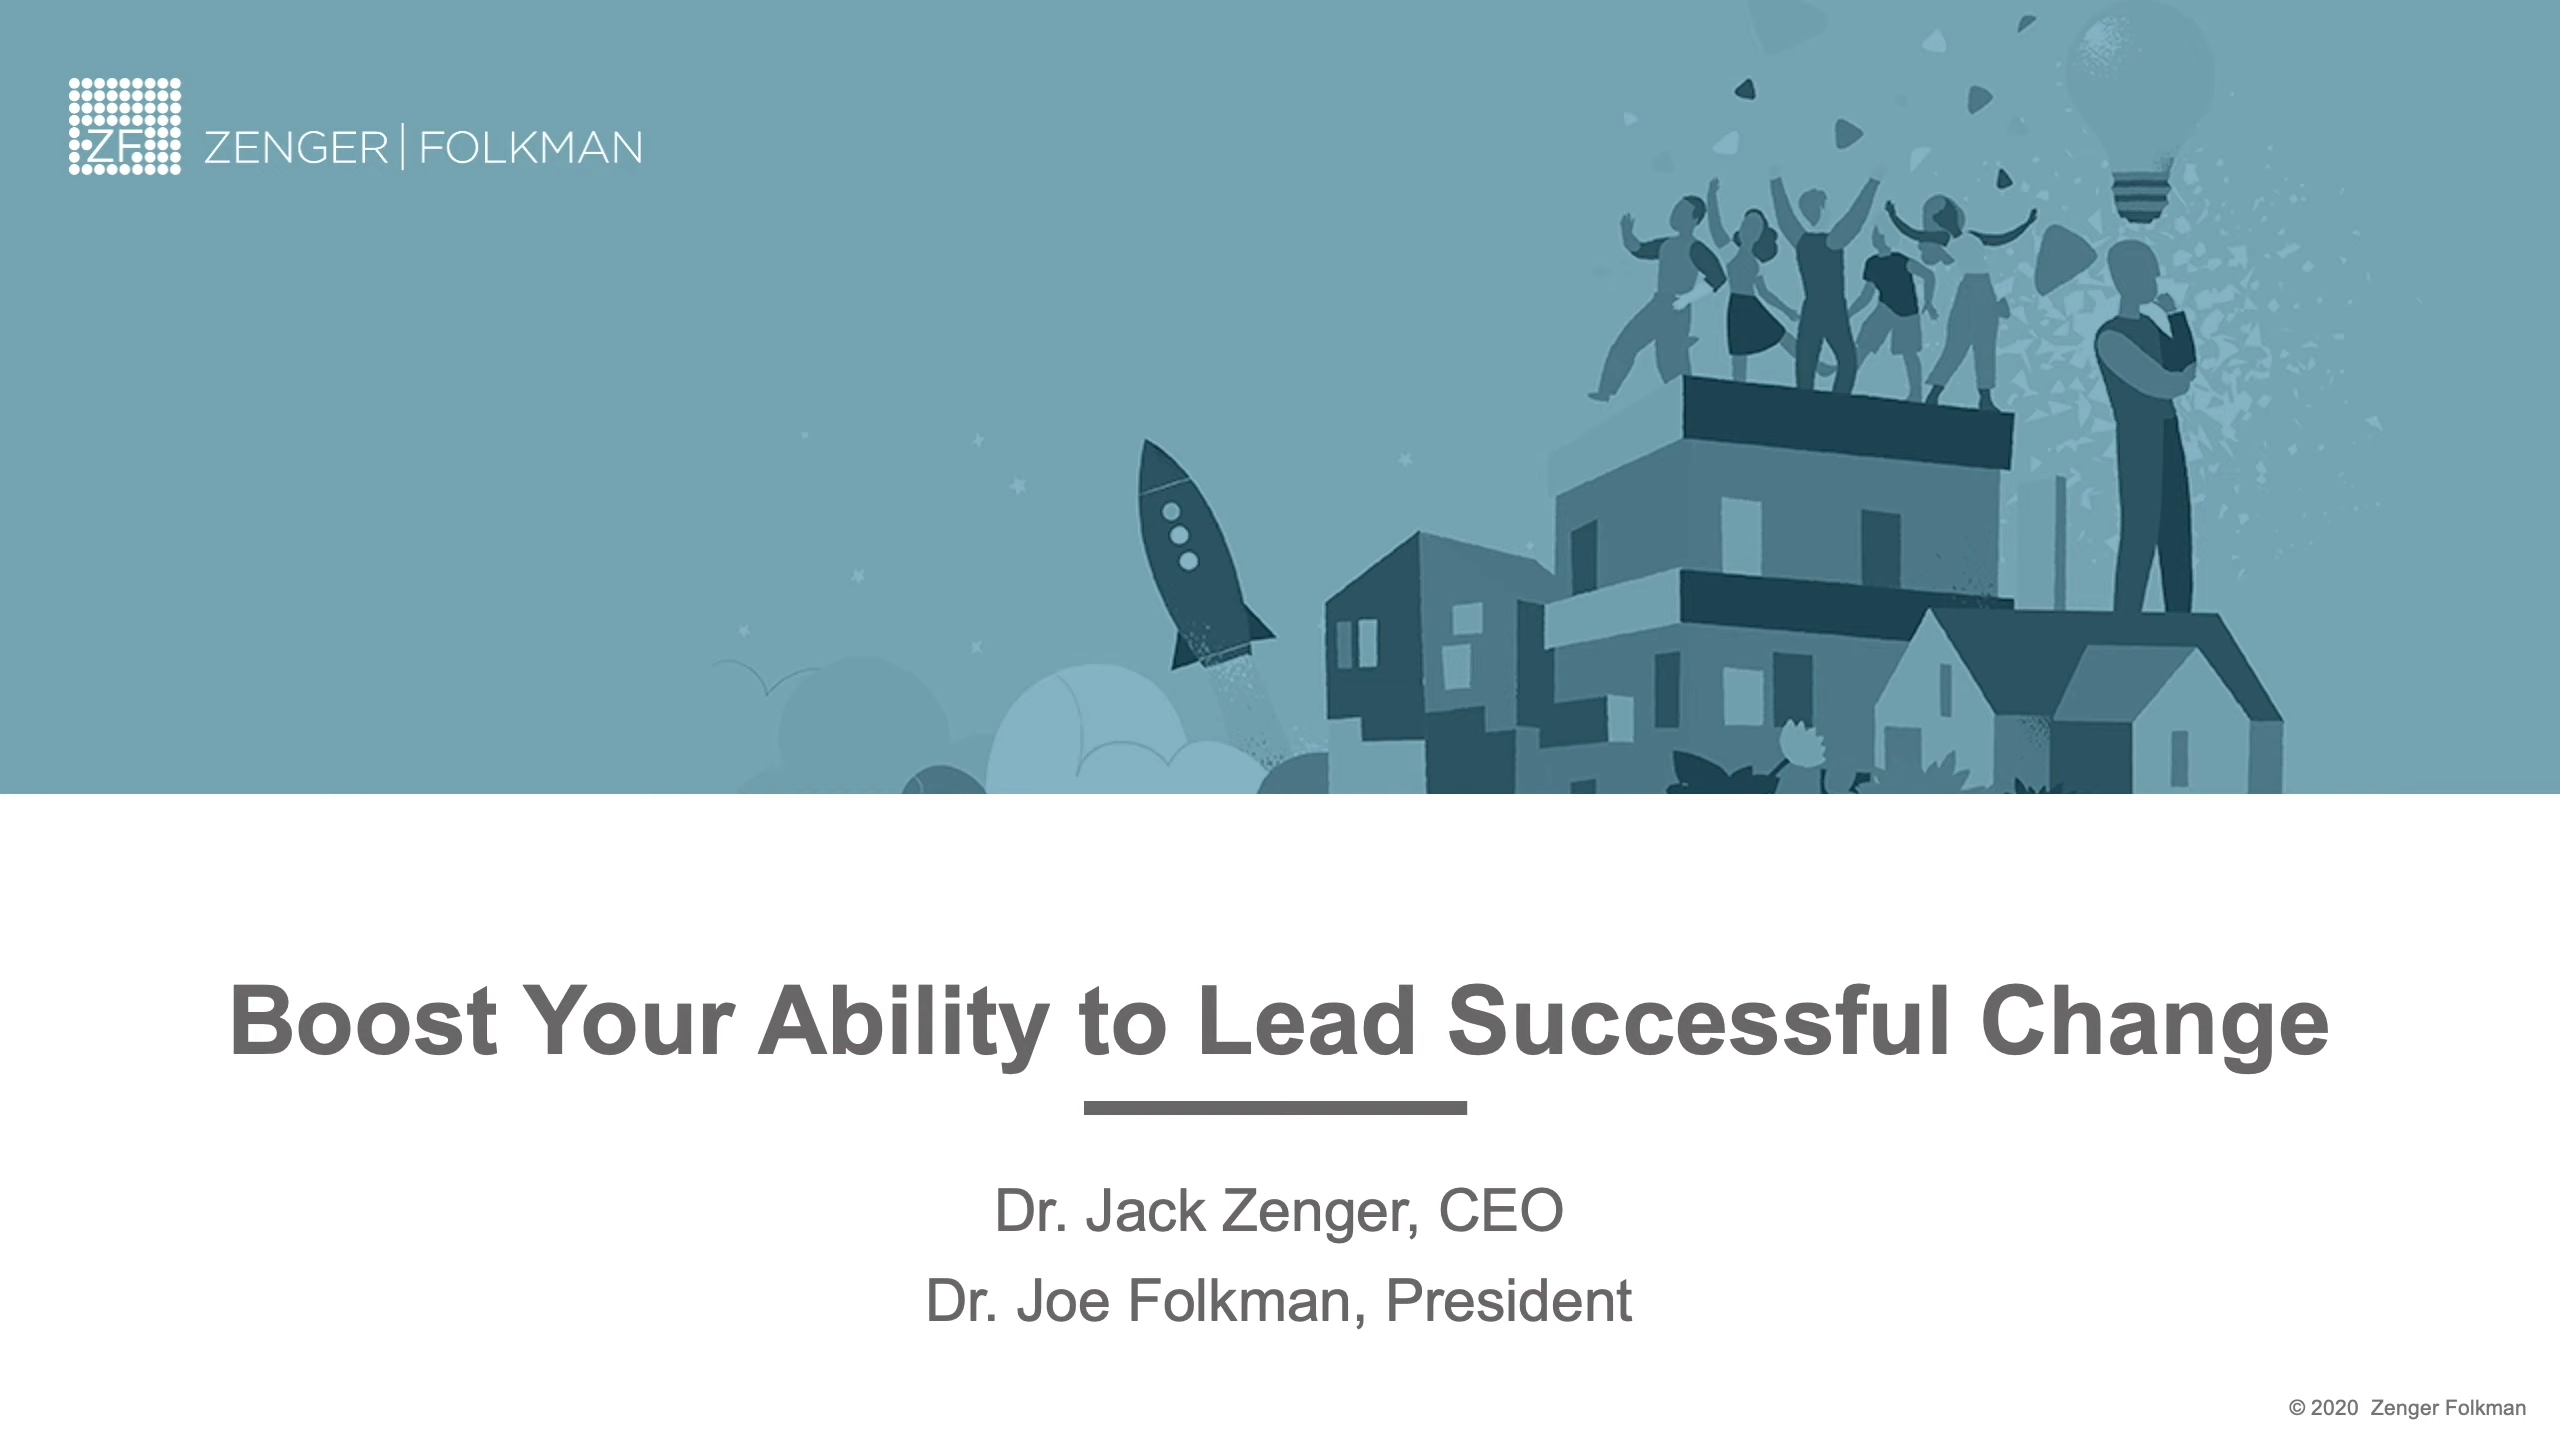 ZF ZENGER | FOLKMAN
Boost Your Ability to Lead Successful Change
Dr. Jack Zenger, CEO
Dr. Joe Folkman, President
© 2020 Zenger Folkman